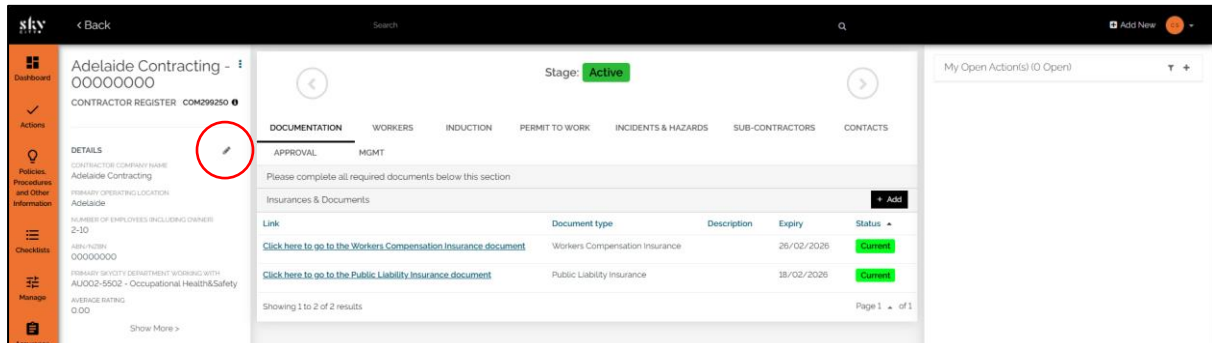 sky
CITY.
< Back
Search
Add New
CS
Dashboard
Actions
Policies,
Procedures
and Other
Information
Checklists
Manage
Adelaide Contracting -
00000000
CONTRACTOR REGISTER COM299250
DETAILS
CONTRACTOR COMPANY NAME
Adelaide Contracting
PRIMARY OPERATING LOCATION
Adelaide
NUMBER OF EMPLOYEES (INCLUDING OWNER)
2-10
ABN/NZBN
00000000
PRIMARY SKYCITY DEPARTMENT WORKING WITH
AU002-5502 - Occupational Health&Safety
AVERAGE RATING
0.00
Show More >
Stage: Active
DOCUMENTATION WORKERS INDUCTION PERMIT TO WORK INCIDENTS & HAZARDS SUB-CONTRACTORS CONTACTS
APPROVAL MGMT
Please complete all required documents below this section
Insurances & Documents + Add
Link Document type Description Expiry Status
Click here to go to the Workers Compensation Insurance document Workers Compensation Insurance 26/02/2026 Current
Click here to go to the Public Liability Insurance document Public Liability Insurance 18/02/2026 Current
Showing 1 to 2 of 2 results Page 1 of 1
My Open Action(s) (0 Open)